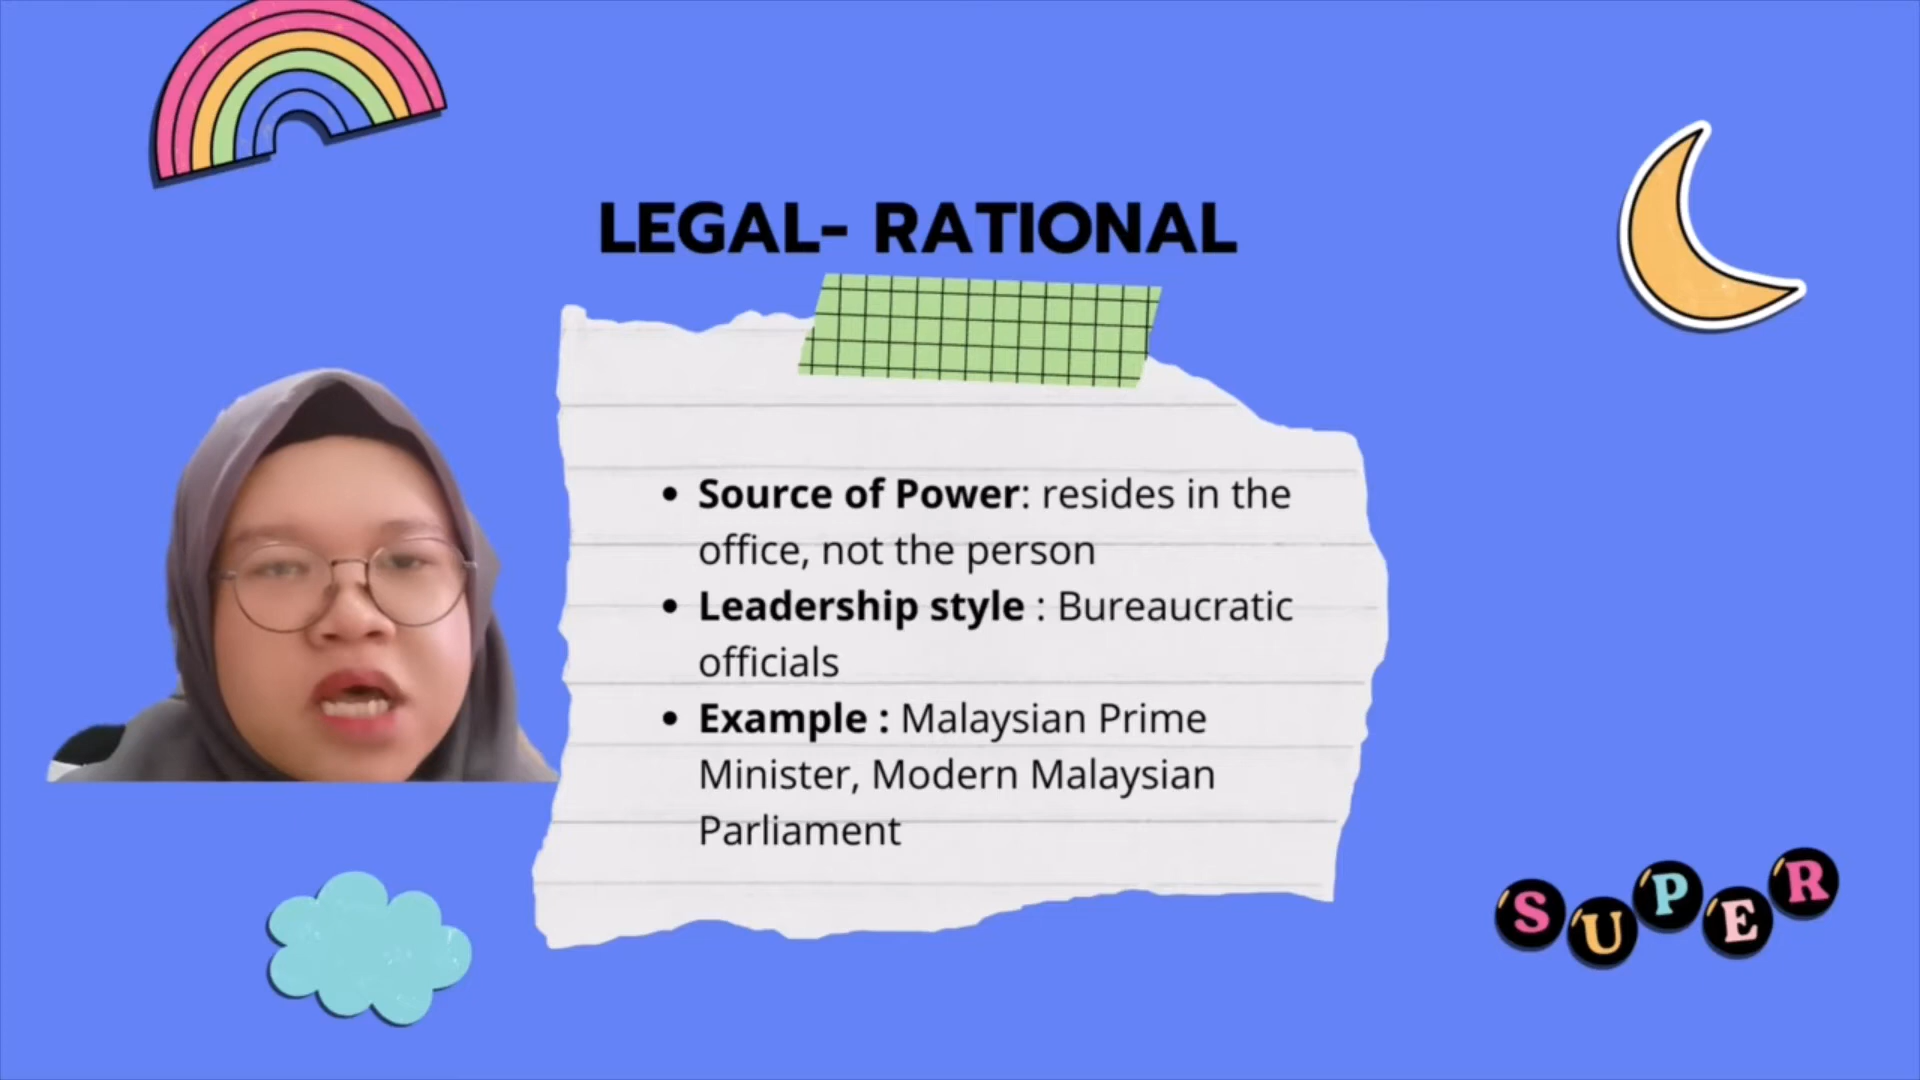 LEGAL- RATIONAL
• Source of Power: resides in the
office, not the person
• Leadership style : Bureaucratic
officials
• Example : Malaysian Prime
Minister, Modern Malaysian
Parliament
SUPER